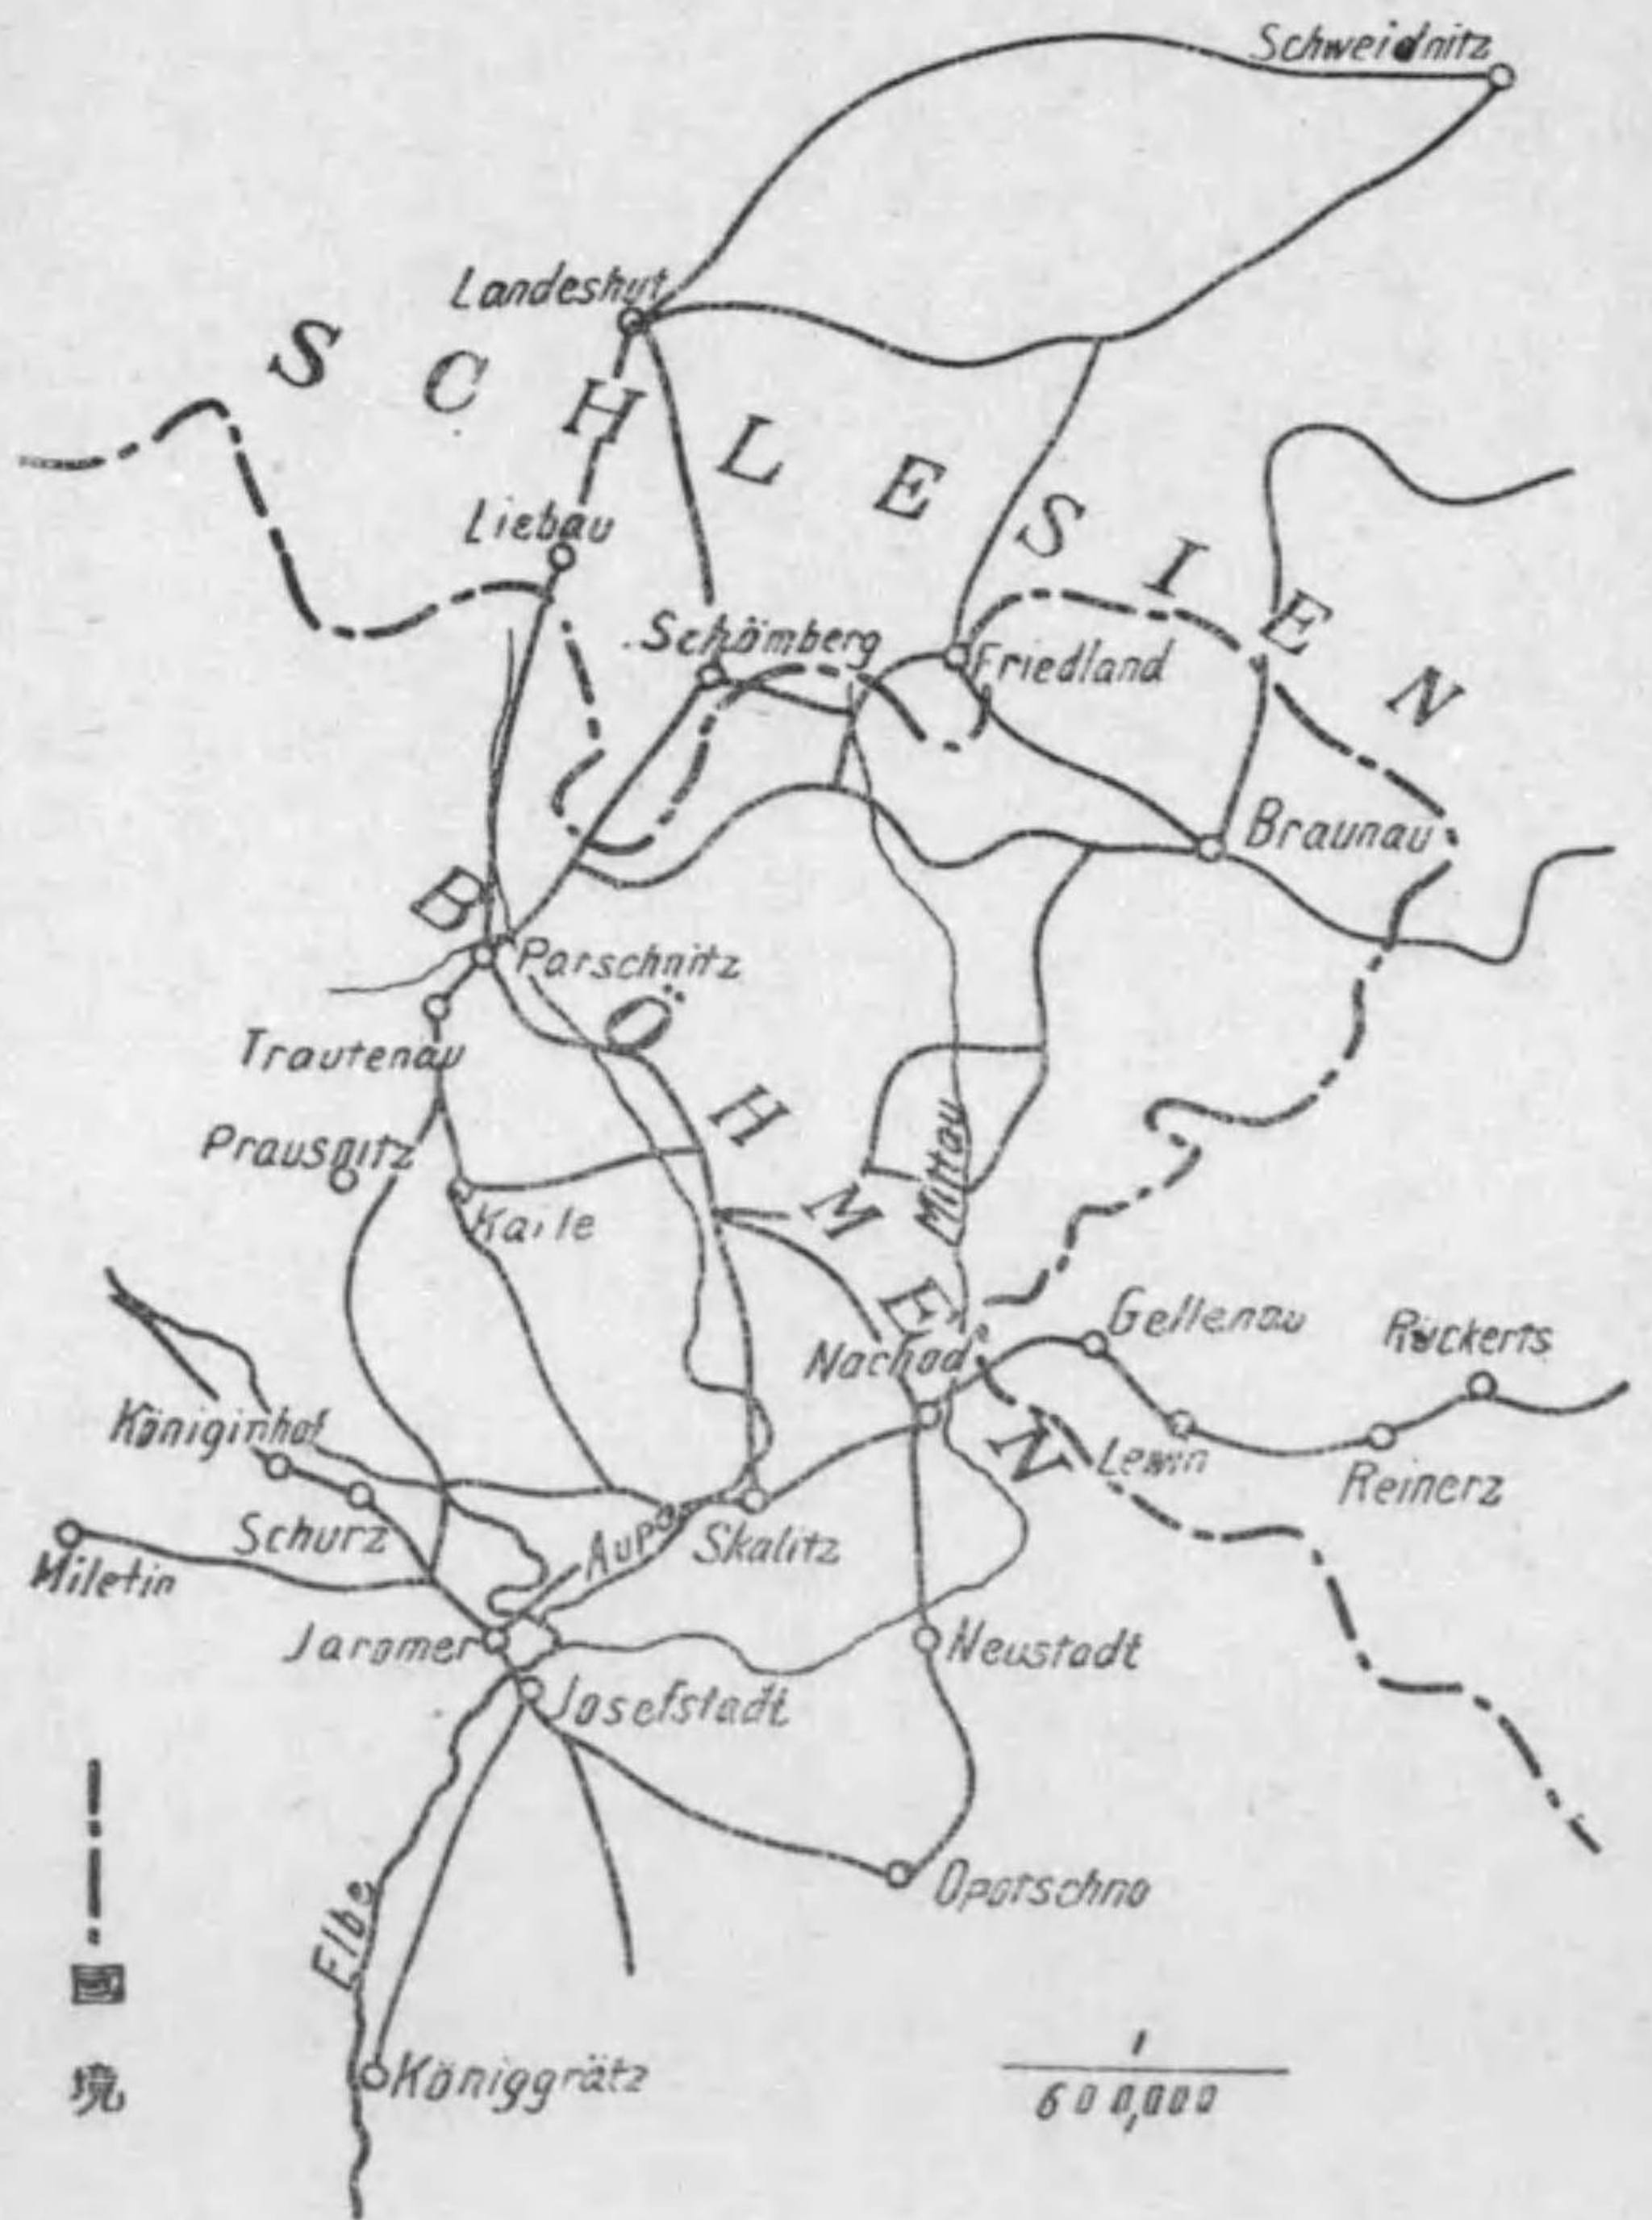 Schweidnitz
Landeshut
SCHLESIEN
Liebau
Schömberg
Friedland
Braunau
BÖHMEN
Parschnitz
Trautenau
Prausnitz
Kaile
Mittau
Gellenau
Rückerts
Nachod
Königinhof
Lewin
Reinerz
Schurz
Aupa
Skalitz
Miletin
Jaromer
Neustadt
Josefstadt
Opotschno
Elbe
Königgrätz
國境
1
600,000